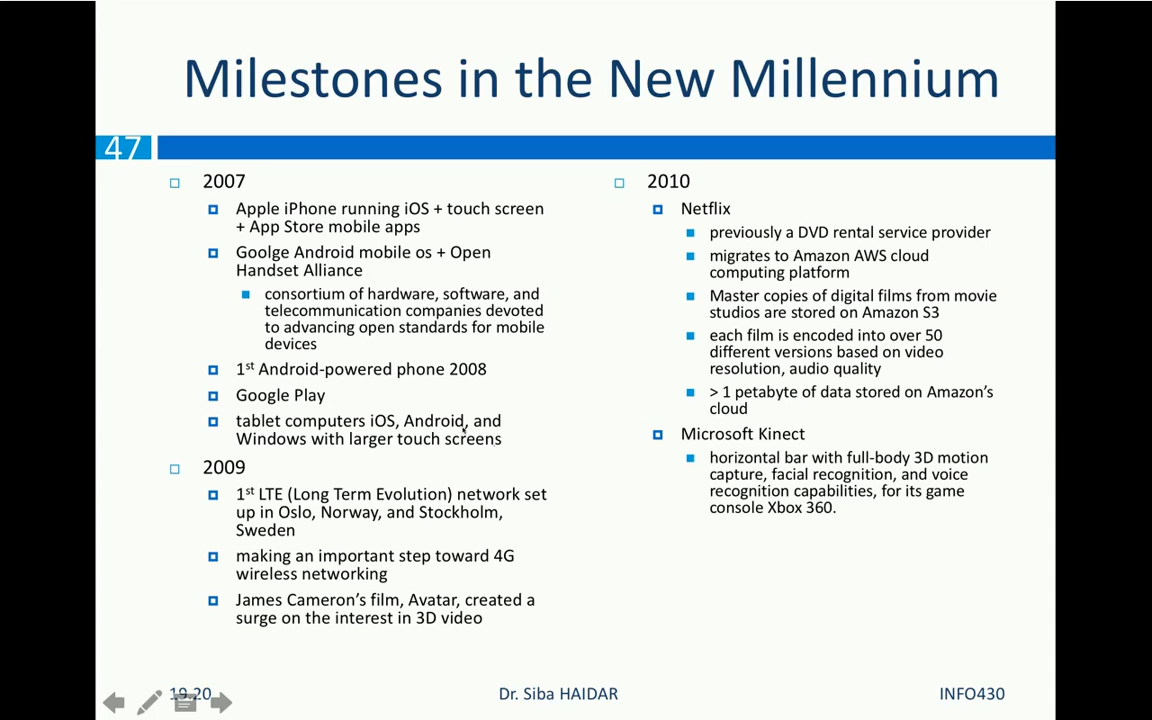 Milestones in the New Millennium
47
2007
Apple iPhone running iOS + touch screen
+ App Store mobile apps
Goolge Android mobile os + Open
Handset Alliance
consortium of hardware, software, and
telecommunication companies devoted
to advancing open standards for mobile
devices
1st Android-powered phone 2008
Google Play
tablet computers iOS, Android, and
Windows with larger touch screens
2009
1st LTE (Long Term Evolution) network set
up in Oslo, Norway, and Stockholm,
Sweden
making an important step toward 4G
wireless networking
James Cameron's film, Avatar, created a
surge on the interest in 3D video
2010
Netflix
previously a DVD rental service provider
migrates to Amazon AWS cloud
computing platform
Master copies of digital films from movie
studios are stored on Amazon S3
each film is encoded into over 50
different versions based on video
resolution, audio quality
> 1 petabyte of data stored on Amazon's
cloud
Microsoft Kinect
horizontal bar with full-body 3D motion
capture, facial recognition, and voice
recognition capabilities, for its game
console Xbox 360.
19.20
Dr. Siba HAIDAR
INFO430